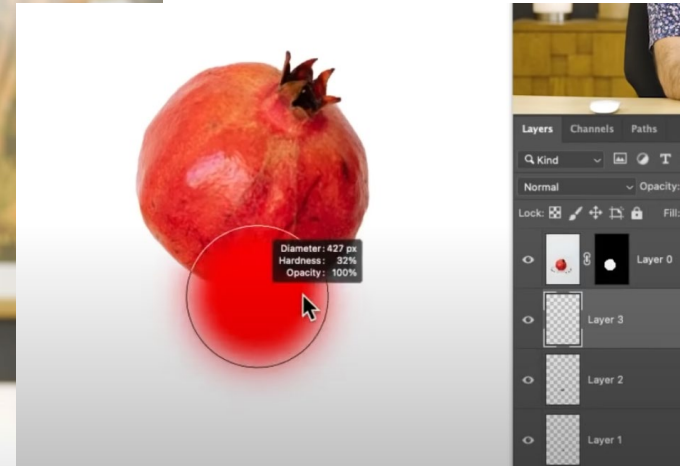 Diameter: 427 px
Hardness: 32%
Opacity: 100%
Layers Channels Paths
Kind
Normal Opacity:
Lock: Fill:
Layer 0
Layer 3
Layer 2
Layer 1